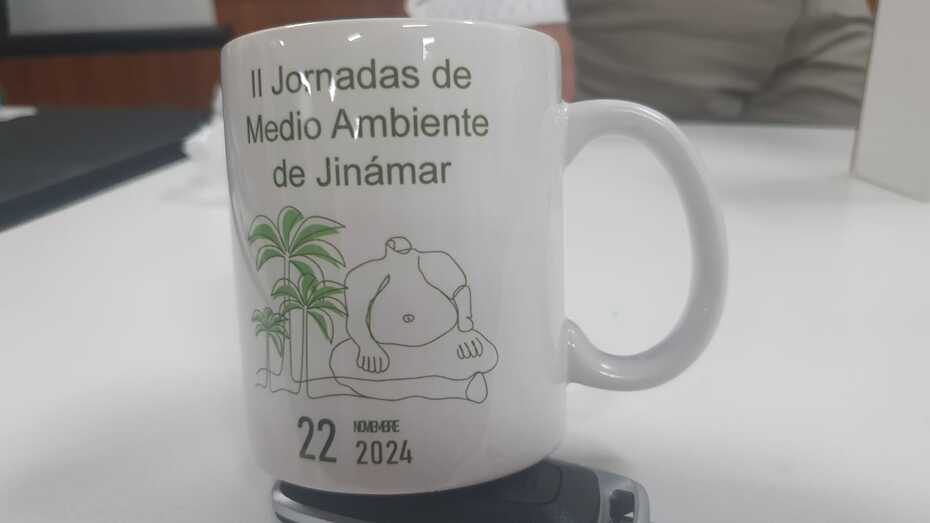 II Jornadas de
Medio Ambiente
de Jinámar
22 NOVIEMBRE
2024